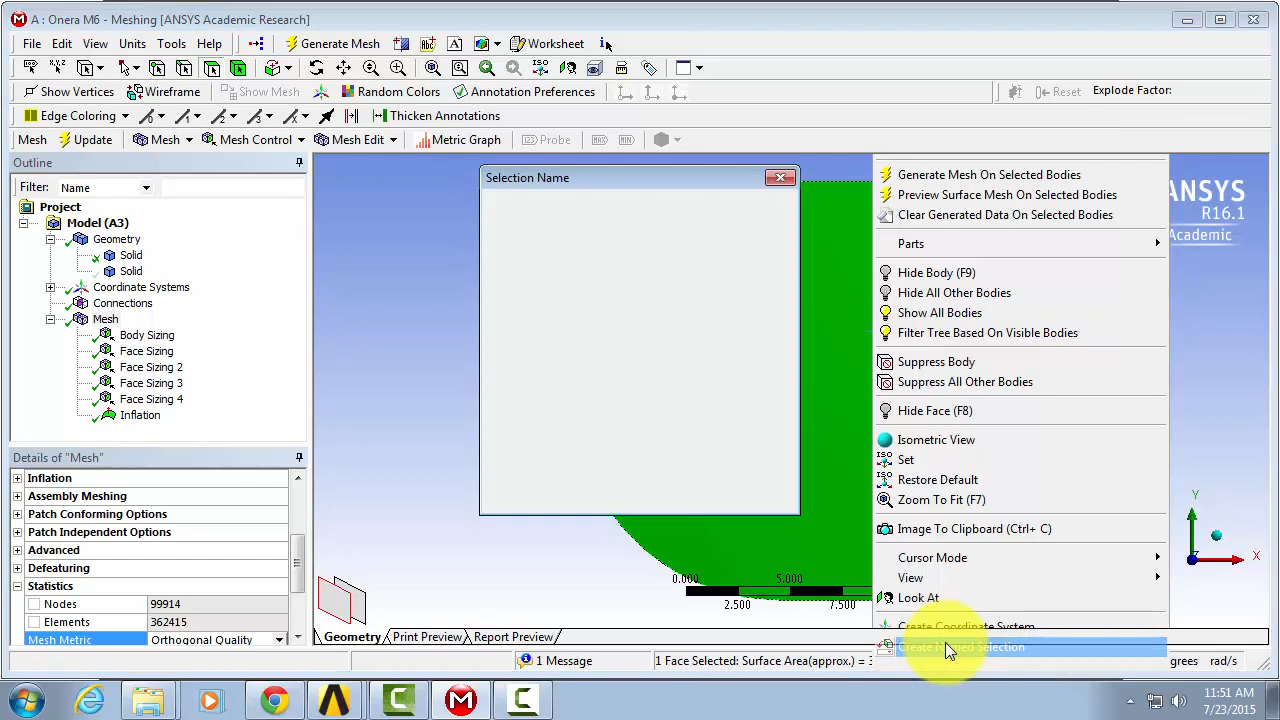 A : Onera M6 - Meshing [ANSYS Academic Research]
File Edit View Units Tools Help Generate Mesh Worksheet
Show Vertices Wireframe Show Mesh Random Colors Annotation Preferences Reset Explode Factor:
Edge Coloring Thicken Annotations
Mesh Update Mesh Mesh Control Mesh Edit Metric Graph Probe
Outline
Filter: Name
Project
Model (A3)
Geometry
Solid
Solid
Coordinate Systems
Connections
Mesh
Body Sizing
Face Sizing
Face Sizing 2
Face Sizing 3
Face Sizing 4
Inflation
Details of "Mesh"
Inflation
Assembly Meshing
Patch Conforming Options
Patch Independent Options
Advanced
Defeaturing
Statistics
Nodes 99914
Elements 362415
Mesh Metric Orthogonal Quality
Selection Name
Generate Mesh On Selected Bodies
Preview Surface Mesh On Selected Bodies
Clear Generated Data On Selected Bodies
Parts
Hide Body (F9)
Hide All Other Bodies
Show All Bodies
Filter Tree Based On Visible Bodies
Suppress Body
Suppress All Other Bodies
Hide Face (F8)
Isometric View
Set
Restore Default
Zoom To Fit (F7)
Image To Clipboard (Ctrl+ C)
Cursor Mode
View
Look At
Create Coordinate System
Create Named Selection
ANSYS
R16.1
Academic
Y
X
0.000 5.000
2.500 7.500
Geometry Print Preview Report Preview
1 Message 1 Face Selected: Surface Area(approx.) = 3 grees rad/s
11:51 AM
7/23/2015